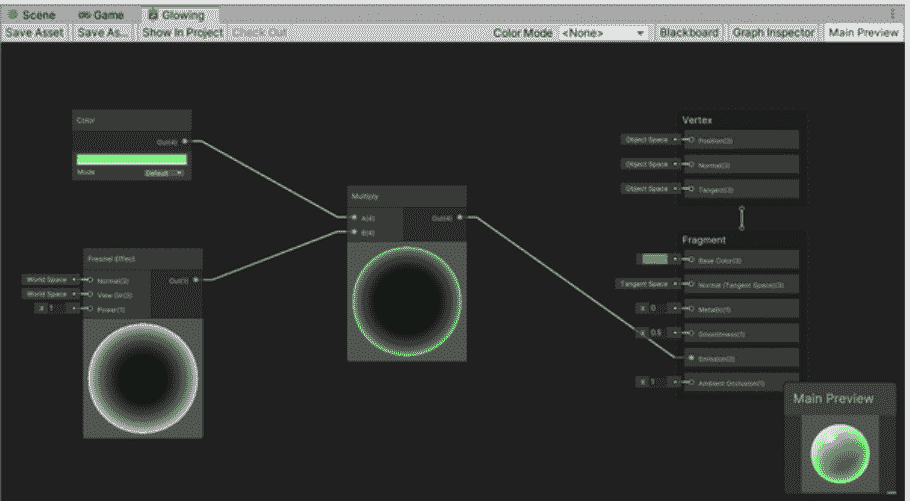 Scene Game Glowing
Save Asset Save As... Show In Project Check Out Color Mode <None> Blackboard Graph Inspector Main Preview
Color
Out(4)
Mode Default
Fresnel Effect
World Space Normal(3) Out(1)
World Space View Dir(3)
X 1 Power(1)
Multiply
A(4) Out(4)
B(4)
Vertex
Object Space Position(3)
Object Space Normal(3)
Object Space Tangent(3)
Fragment
Base Color(3)
Tangent Space Normal (Tangent Space)(3)
X 0 Metallic(1)
X 0.5 Smoothness(1)
Emission(3)
X 1 Ambient Occlusion(1)
Main Preview